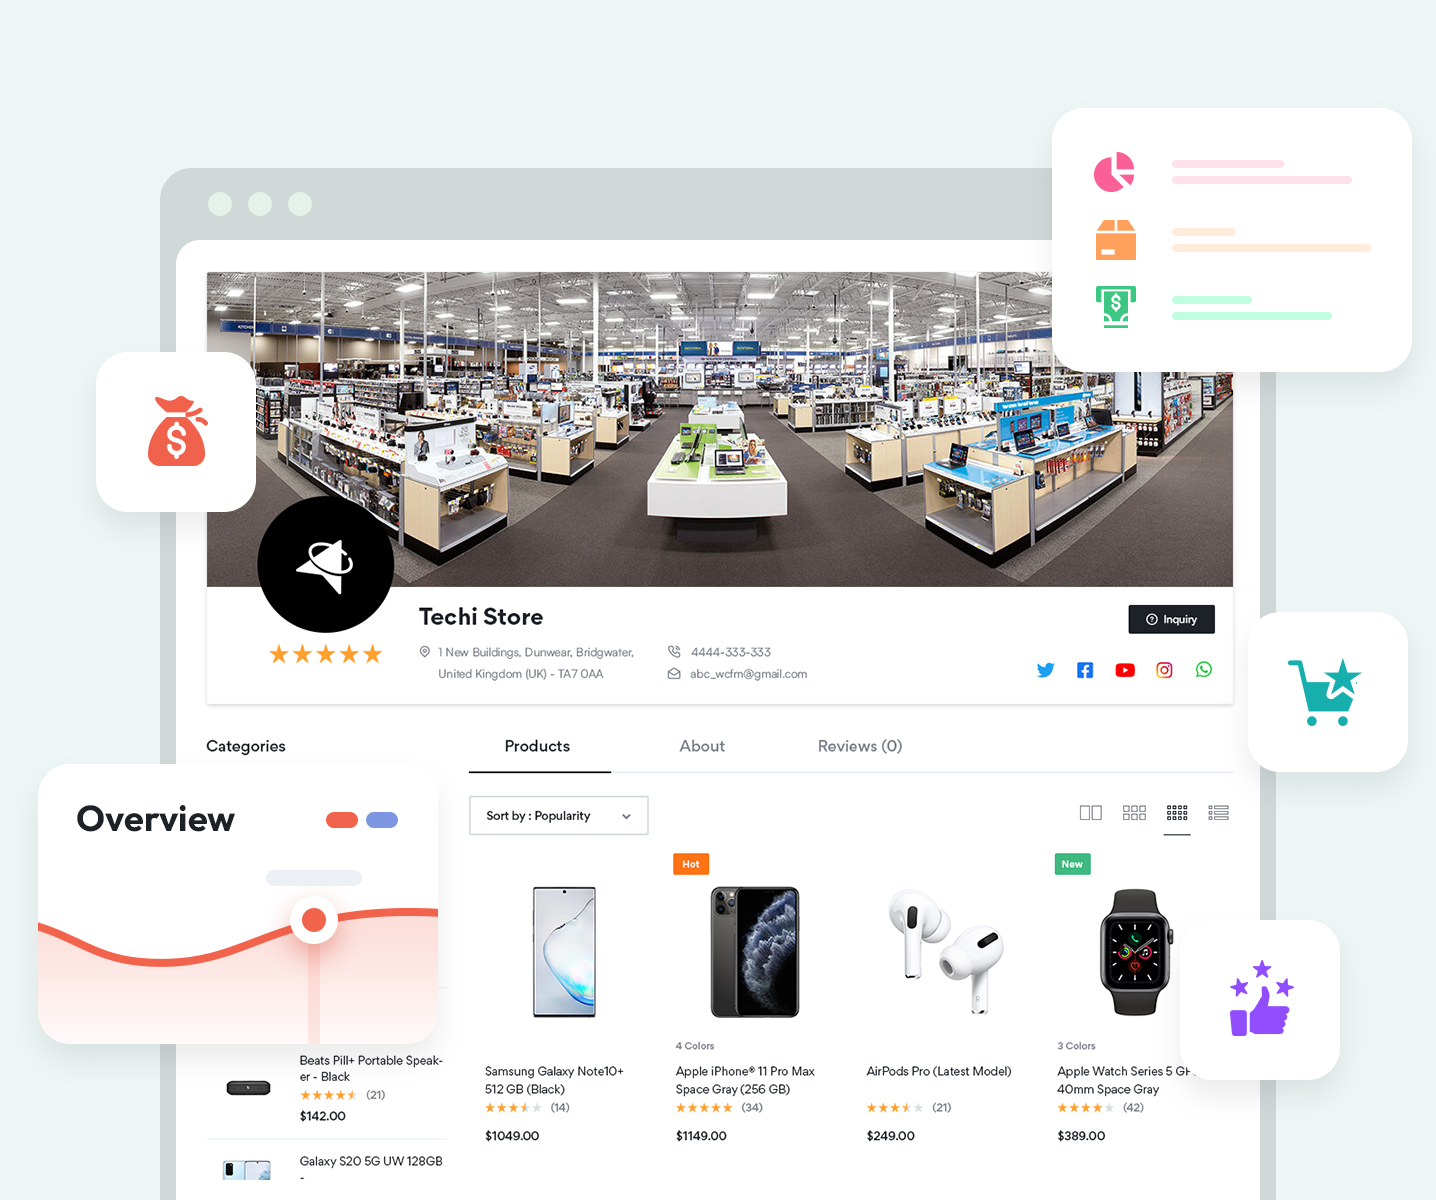 Techi Store
Inquiry
1 New Buildings, Dunwear, Bridgwater,
United Kingdom (UK) - TA7 0AA
4444-333-333
abc_wcfm@gmail.com
Categories
Products
About
Reviews (0)
Overview
Sort by : Popularity
Hot
New
4 Colors
3 Colors
Beats Pill+ Portable Speak-
er - Black
(21)
$142.00
Galaxy S20 5G UW 128GB
-
Samsung Galaxy Note10+
512 GB (Black)
(14)
$1049.00
Apple iPhone® 11 Pro Max
Space Gray (256 GB)
(34)
$1149.00
AirPods Pro (Latest Model)
(21)
$249.00
Apple Watch Series 5
40mm Space Gray
(42)
$389.00